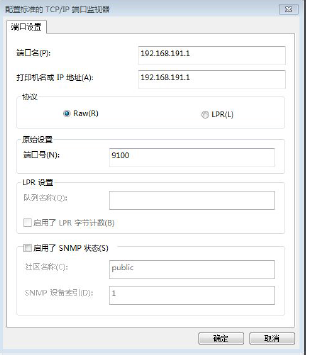 配置标准的 TCP/IP 端口监视器
端口设置
端口名(P): 192.168.191.1
打印机名或 IP 地址(A): 192.168.191.1
协议
Raw(R) LPR(L)
原始设置
端口号(N): 9100
LPR 设置
队列名称(Q):
启用了 LPR 字节计数(B)
启用了 SNMP 状态(S)
社区名称(C): public
SNMP 设备索引(D): 1
确定 取消